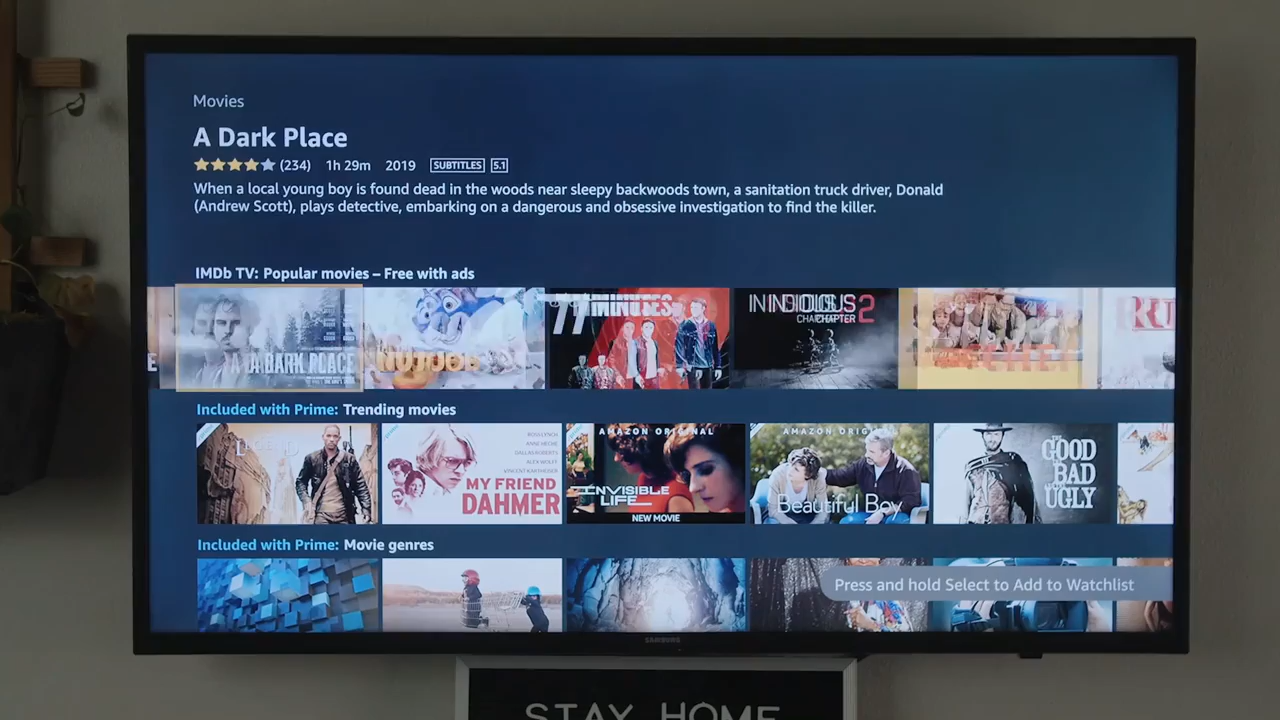 Movies
A Dark Place
(234) 1h 29m 2019 SUBTITLES 5.1
When a local young boy is found dead in the woods near sleepy backwoods town, a sanitation truck driver, Donald
(Andrew Scott), plays detective, embarking on a dangerous and obsessive investigation to find the killer.
IMDb TV: Popular movies – Free with ads
E
A DARK PLACE
77 MINUTES
INSIDIOUS
CHAPTER 2
Included with Prime: Trending movies
MY FRIEND
DAHMER
AMAZON ORIGINAL
INVISIBLE
LIFE
NEW MOVIE
AMAZON ORIGINAL
Beautiful Boy
THE
GOOD
BAD
UGLY
Included with Prime: Movie genres
Press and hold Select to Add to Watchlist
SAMSUNG
STAY HOME